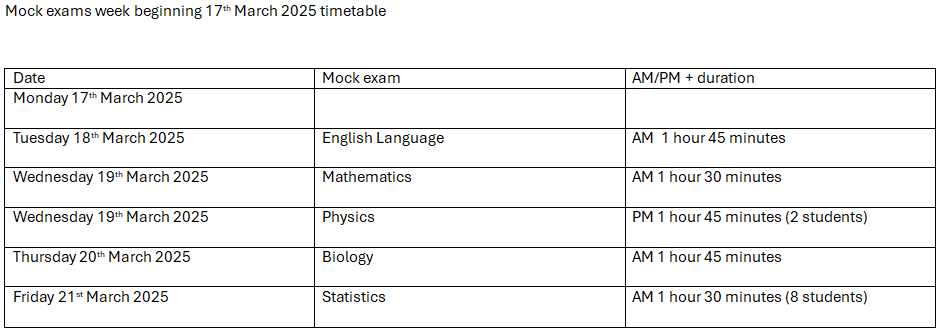 Mock exams week beginning 17th March 2025 timetable
Date Mock exam AM/PM + duration
Monday 17th March 2025
Tuesday 18th March 2025 English Language AM  1 hour 45 minutes
Wednesday 19th March 2025 Mathematics AM 1 hour 30 minutes
Wednesday 19th March 2025 Physics PM 1 hour 45 minutes (2 students)
Thursday 20th March 2025 Biology AM 1 hour 45 minutes
Friday 21st March 2025 Statistics AM 1 hour 30 minutes (8 students)